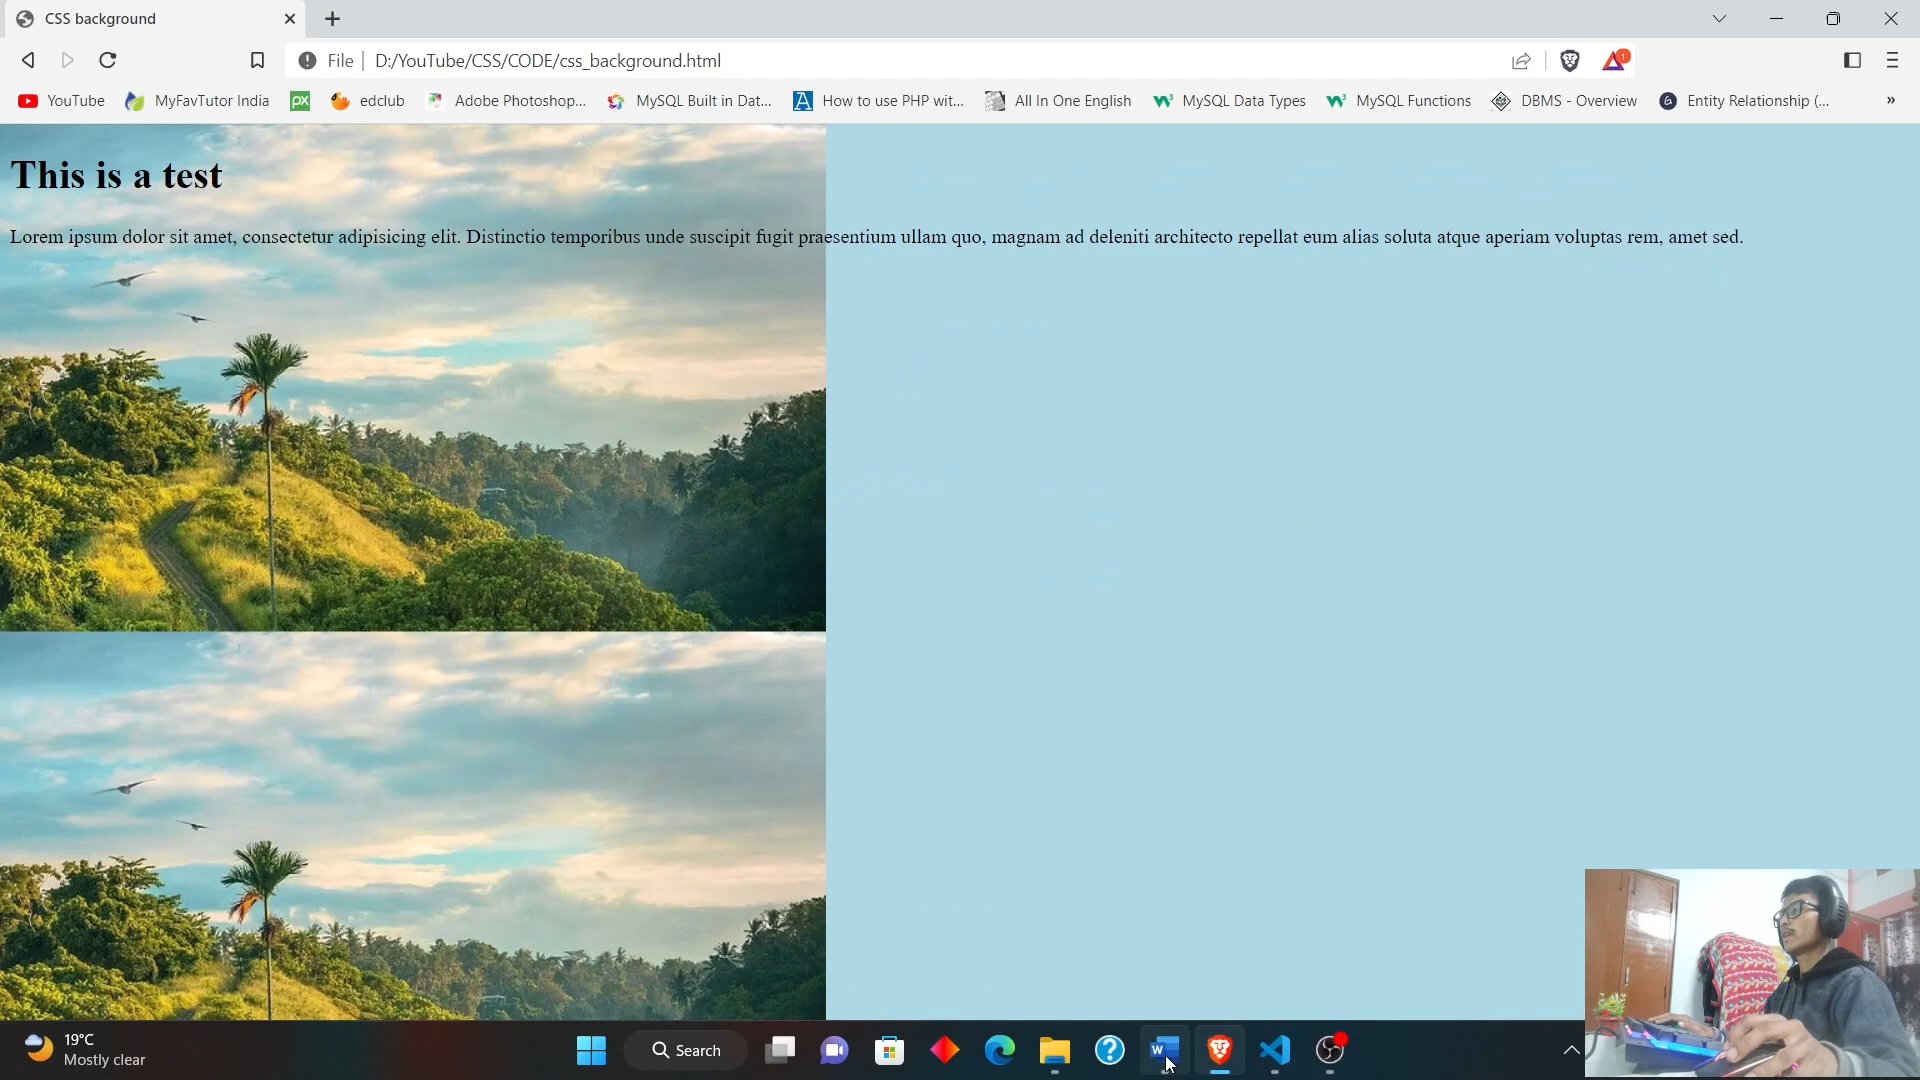 CSS background
File
D:/YouTube/CSS/CODE/css_background.html
1
YouTube
MyFavTutor India
px
edclub
Adobe Photoshop...
MySQL Built in Dat...
How to use PHP wit...
All In One English
MySQL Data Types
MySQL Functions
DBMS - Overview
Entity Relationship (...
»
This is a test
Lorem ipsum dolor sit amet, consectetur adipisicing elit. Distinctio temporibus unde suscipit fugit praesentium ullam quo, magnam ad deleniti architecto repellat eum alias soluta atque aperiam voluptas rem, amet sed.
19°C
Mostly clear
Search